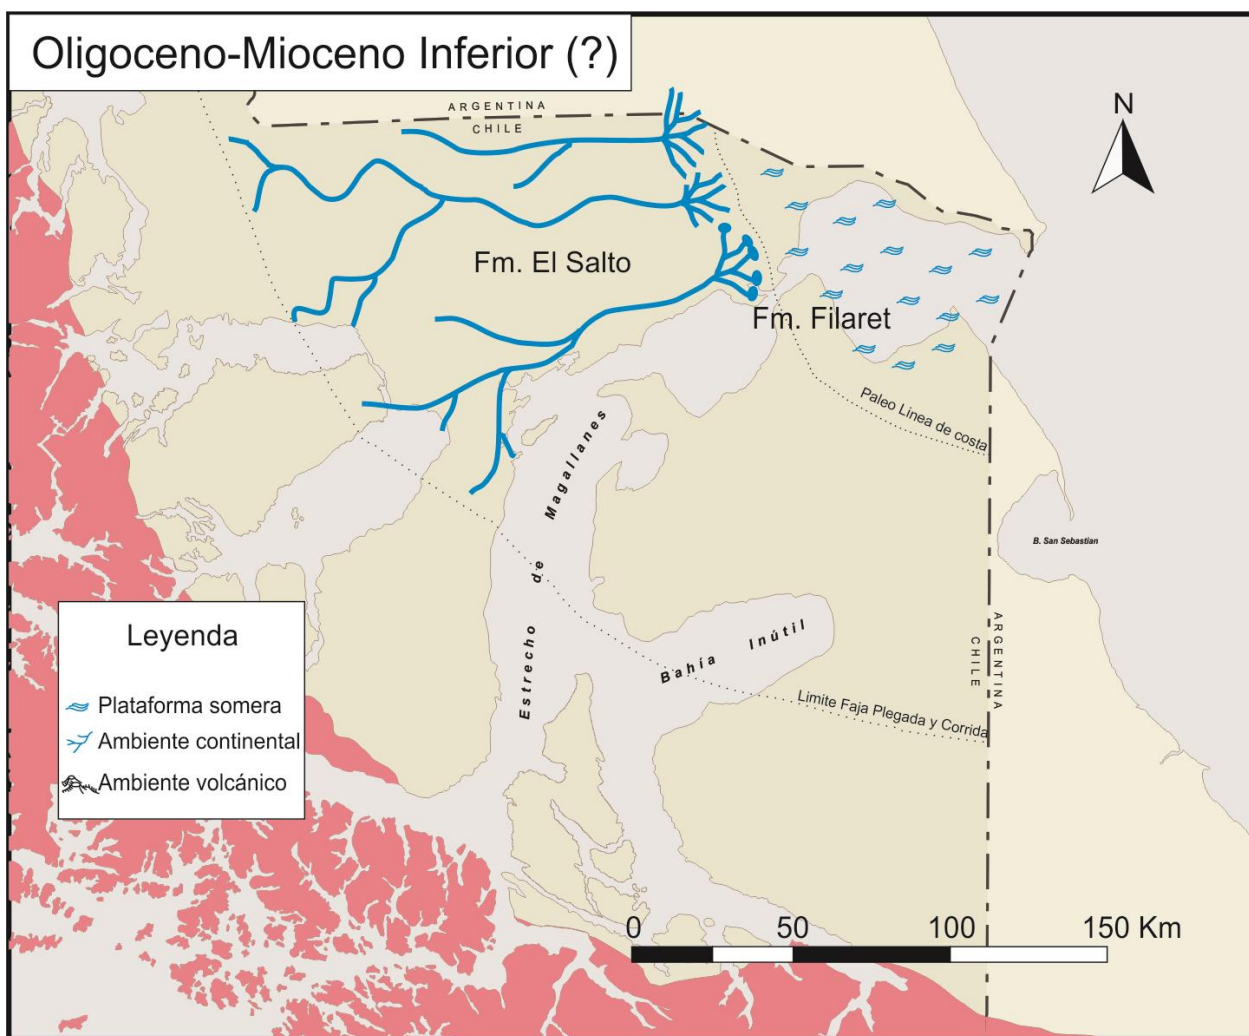 Oligoceno-Mioceno Inferior (?)
ARGENTINA
CHILE
N
Fm. El Salto
Fm. Filaret
Paleo Linea de costa
Estrecho de Magallanes
B. San Sebastian
Bahía Inútil
CHILE
ARGENTINA
Limite Faja Plegada y Corrida
Leyenda
Plataforma somera
Ambiente continental
Ambiente volcánico
0 50 100 150 Km